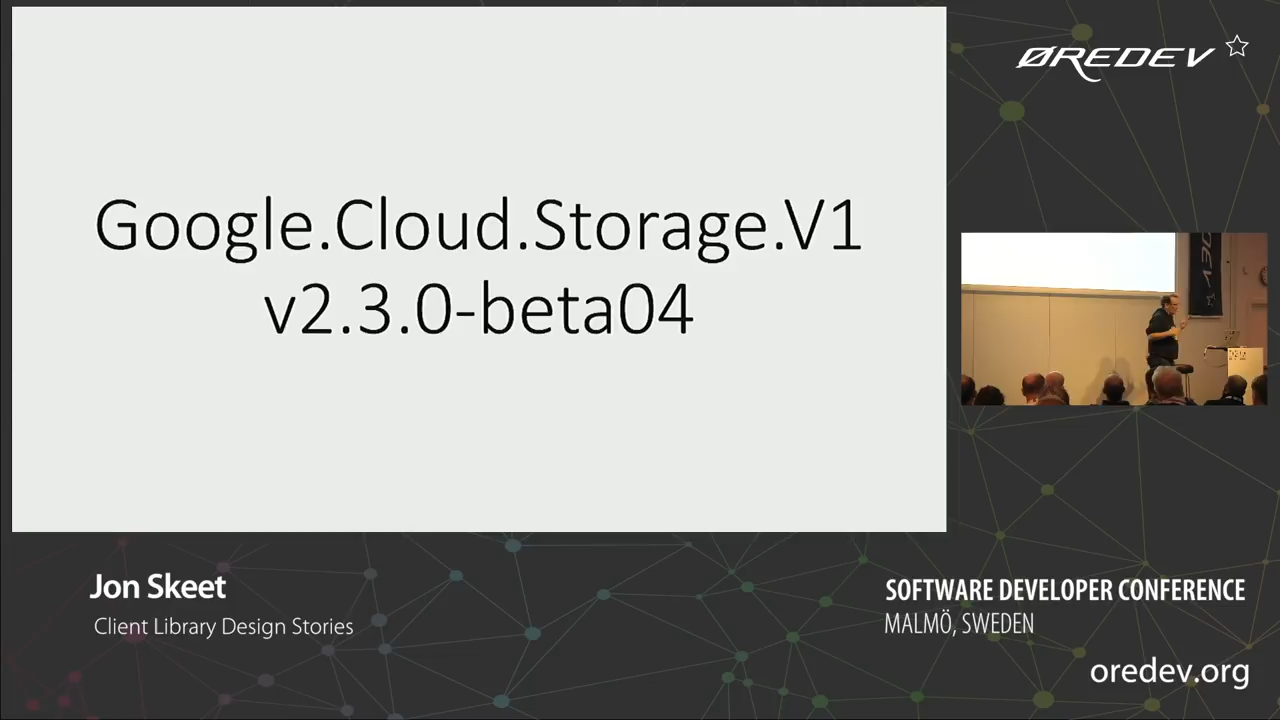 Google.Cloud.Storage.V1
v2.3.0-beta04
ØREDEV
Jon Skeet
Client Library Design Stories
SOFTWARE DEVELOPER CONFERENCE
MALMÖ, SWEDEN
oredev.org